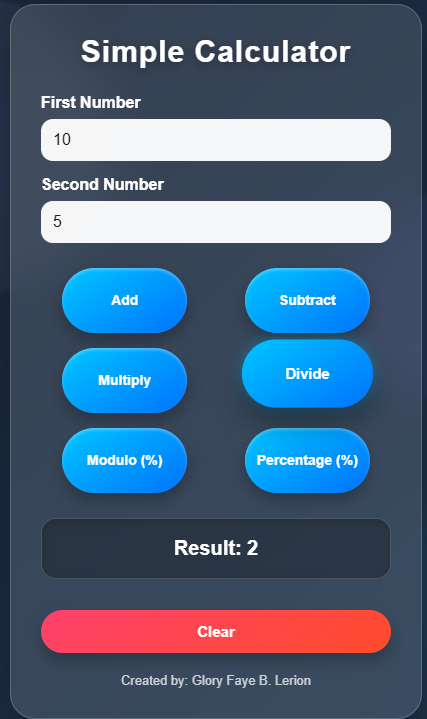 Simple Calculator
First Number
10
Second Number
5
Add Subtract
Multiply Divide
Modulo (%) Percentage (%)
Result: 2
Clear
Created by: Glory Faye B. Lerion